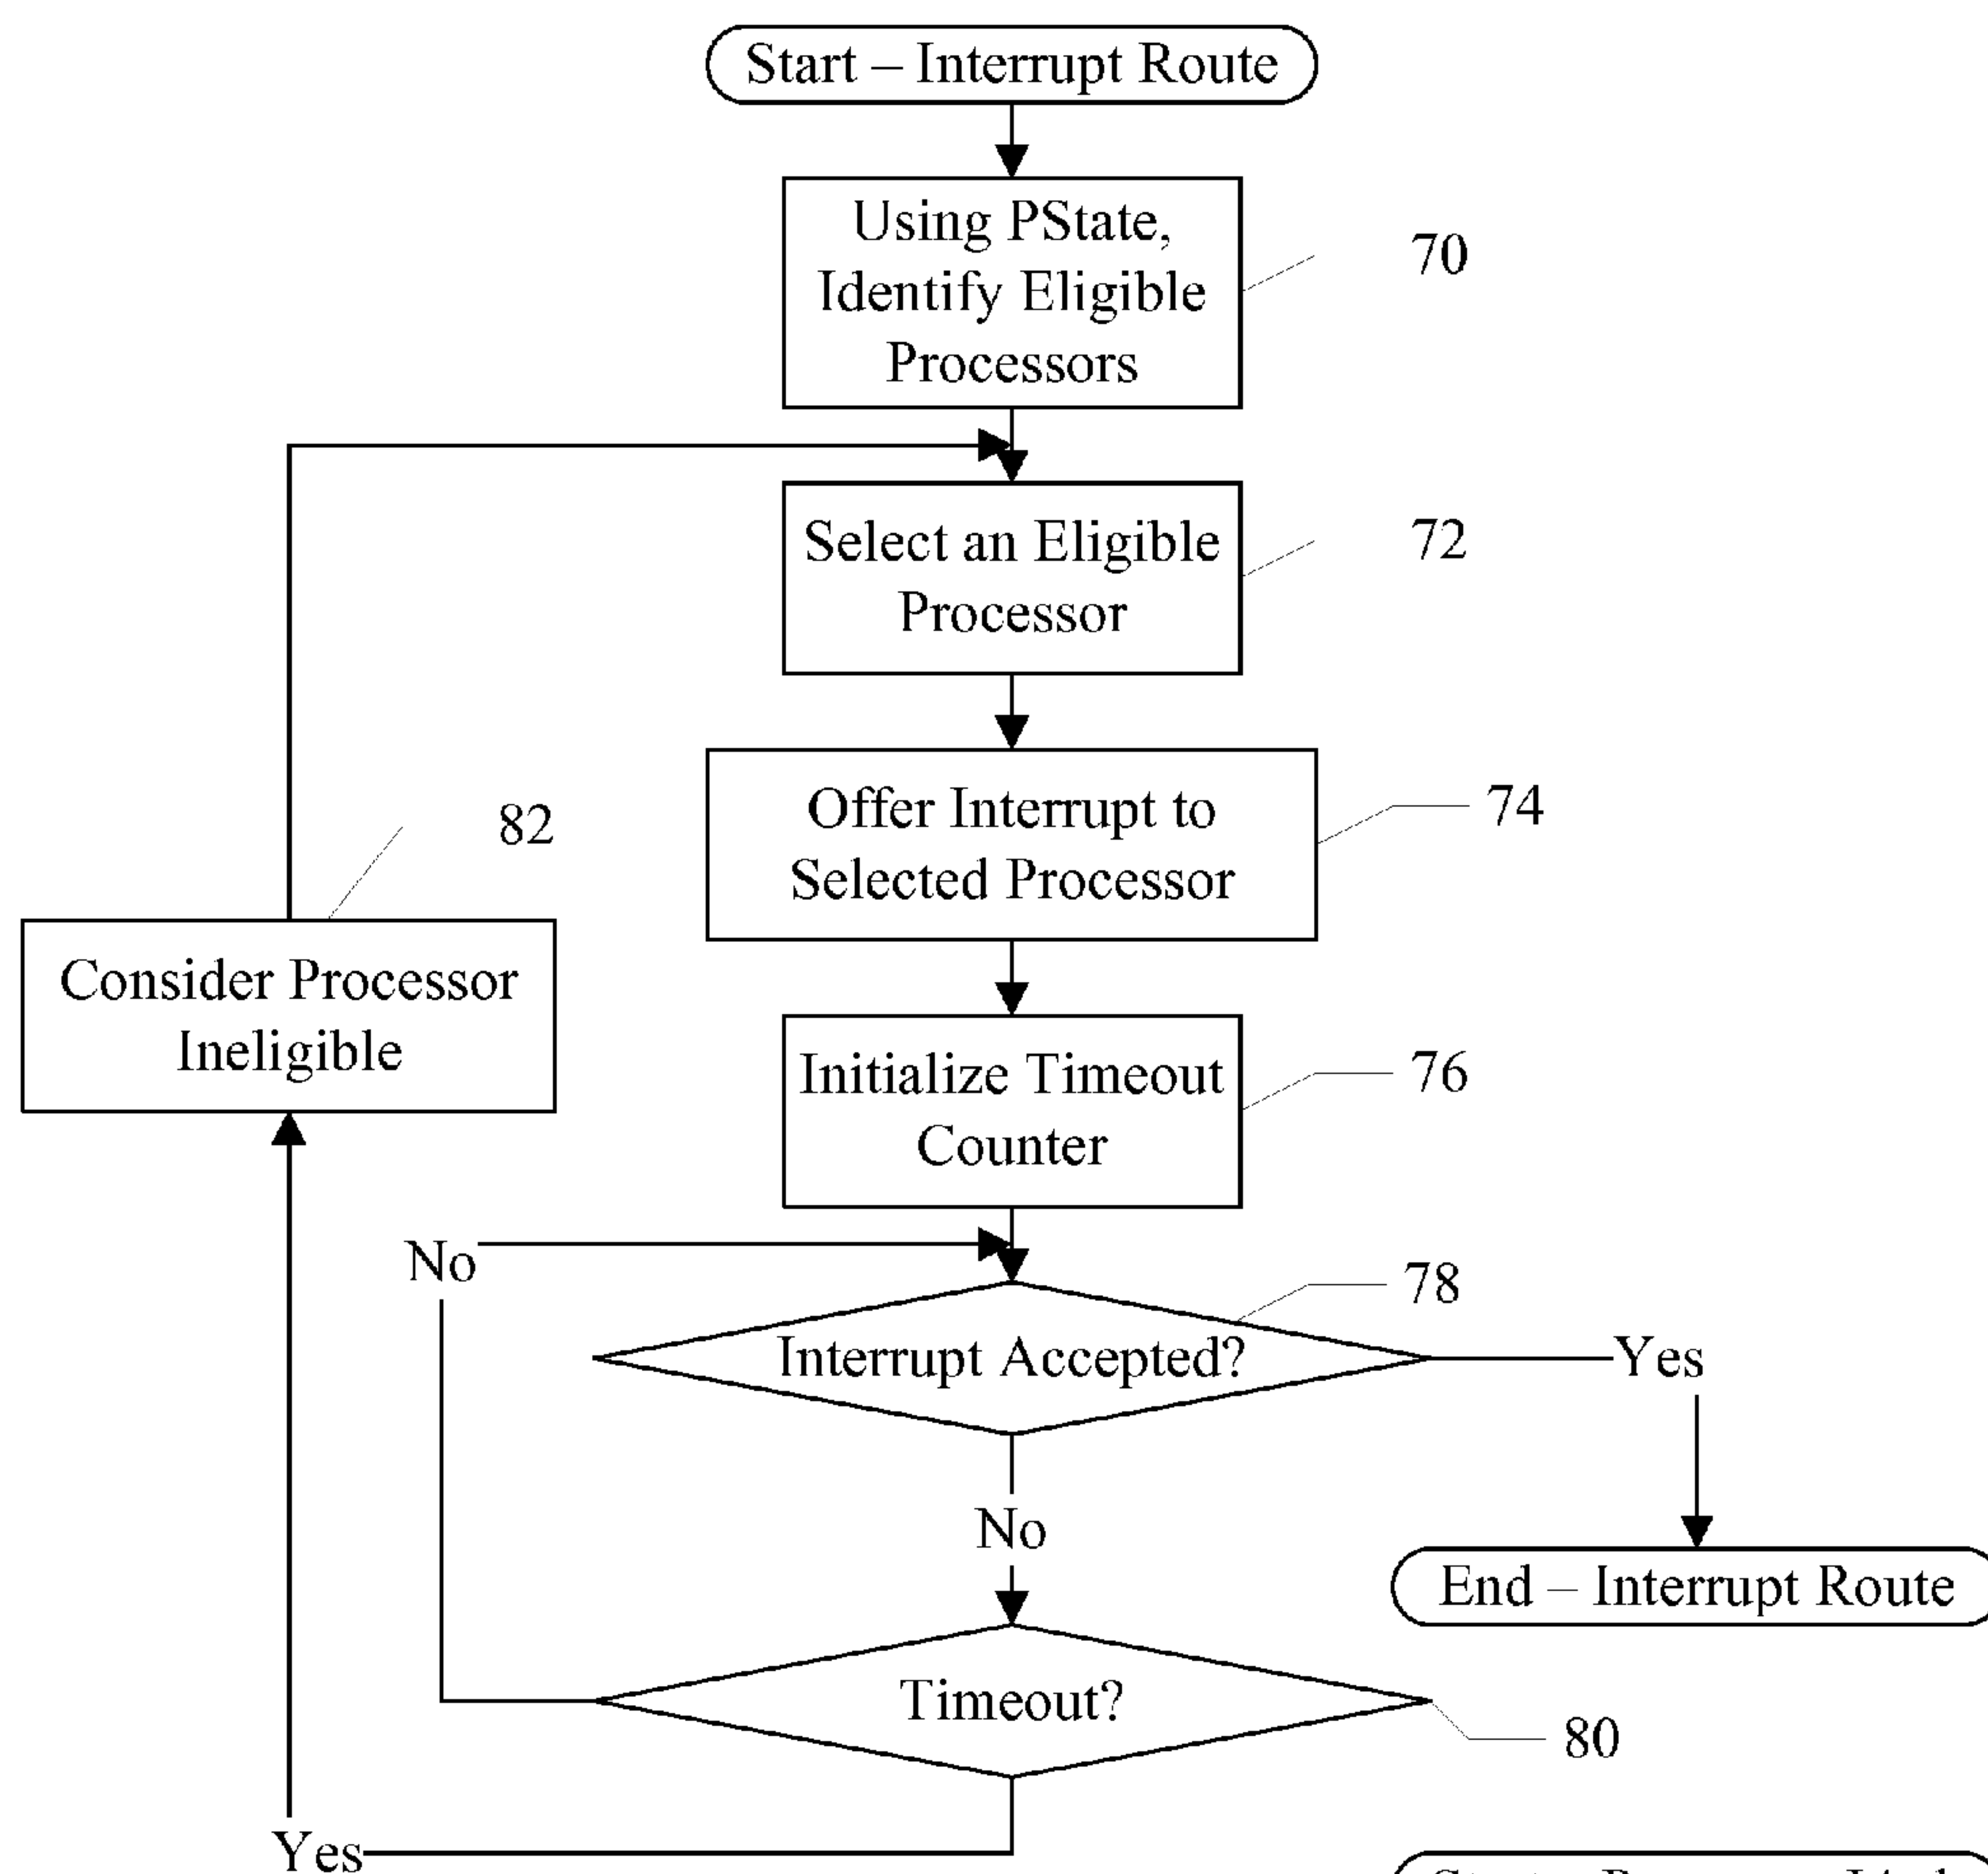 Start – Interrupt Route
Using PState,
Identify Eligible
Processors
70
Select an Eligible
Processor
72
Offer Interrupt to
Selected Processor
74
82
Consider Processor
Ineligible
Initialize Timeout
Counter
76
No
78
Interrupt Accepted?
Yes
No
End – Interrupt Route
Timeout?
80
Yes